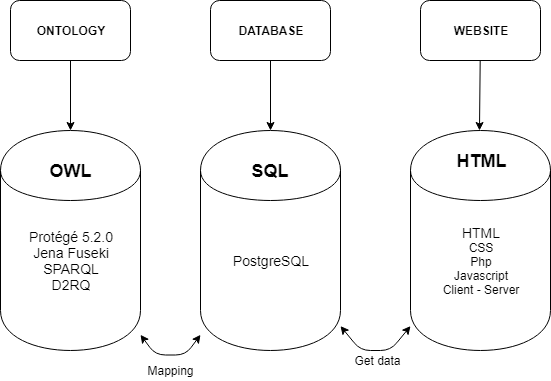 ONTOLOGY
DATABASE
WEBSITE
OWL
SQL
HTML
Protégé 5.2.0
Jena Fuseki
SPARQL
D2RQ
PostgreSQL
HTML
CSS
Php
Javascript
Client - Server
Mapping
Get data